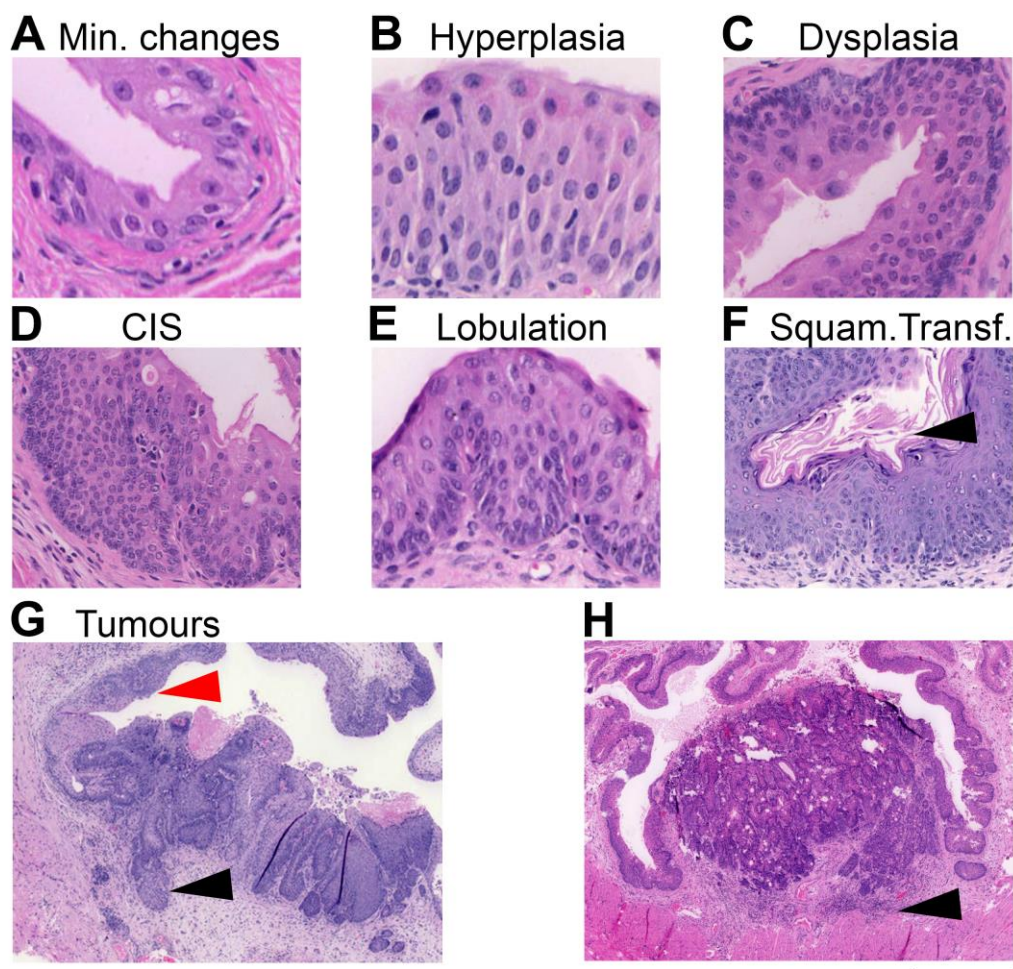 A Min. changes
B Hyperplasia
C Dysplasia
D CIS
E Lobulation
F Squam.Transf.
G Tumours
H